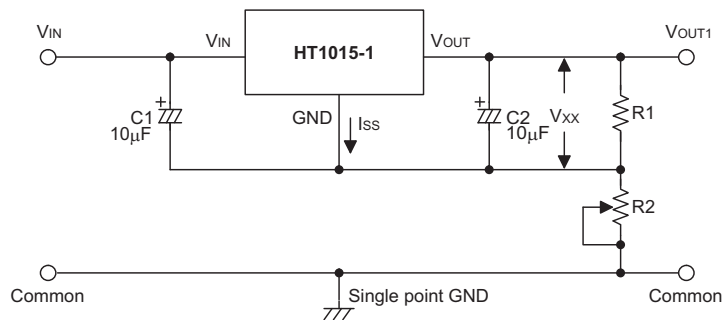 VIN
VIN
HT1015-1
VOUT
VOUT1
C1
10μF
GND
ISS
C2
10μF
VXX
R1
R2
Common
Single point GND
Common